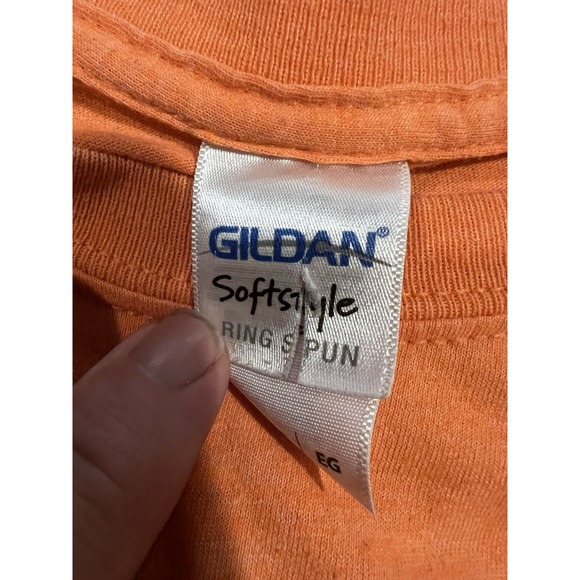 GILDAN®
Softstyle
RING SPUN
EG